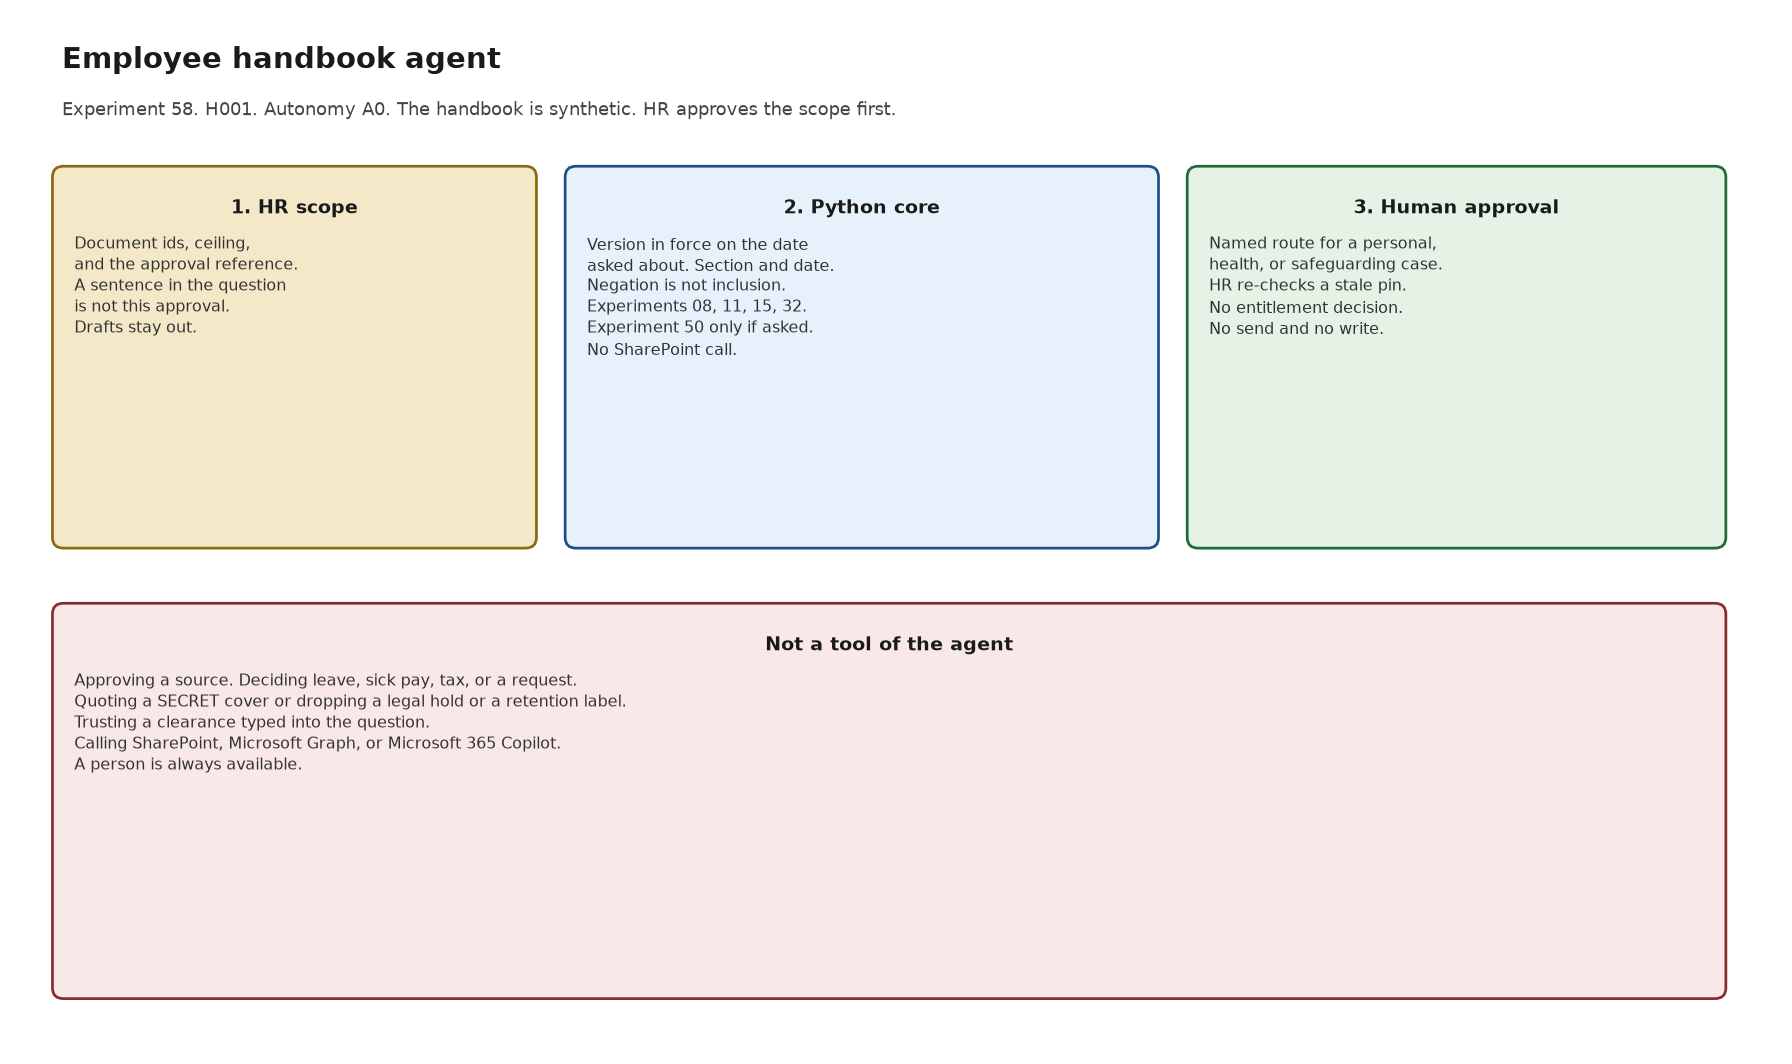 Employee handbook agent
Experiment 58. H001. Autonomy A0. The handbook is synthetic. HR approves the scope first.
1. HR scope
Document ids, ceiling,
and the approval reference.
A sentence in the question
is not this approval.
Drafts stay out.
2. Python core
Version in force on the date
asked about. Section and date.
Negation is not inclusion.
Experiments 08, 11, 15, 32.
Experiment 50 only if asked.
No SharePoint call.
3. Human approval
Named route for a personal,
health, or safeguarding case.
HR re-checks a stale pin.
No entitlement decision.
No send and no write.
Not a tool of the agent
Approving a source. Deciding leave, sick pay, tax, or a request.
Quoting a SECRET cover or dropping a legal hold or a retention label.
Trusting a clearance typed into the question.
Calling SharePoint, Microsoft Graph, or Microsoft 365 Copilot.
A person is always available.